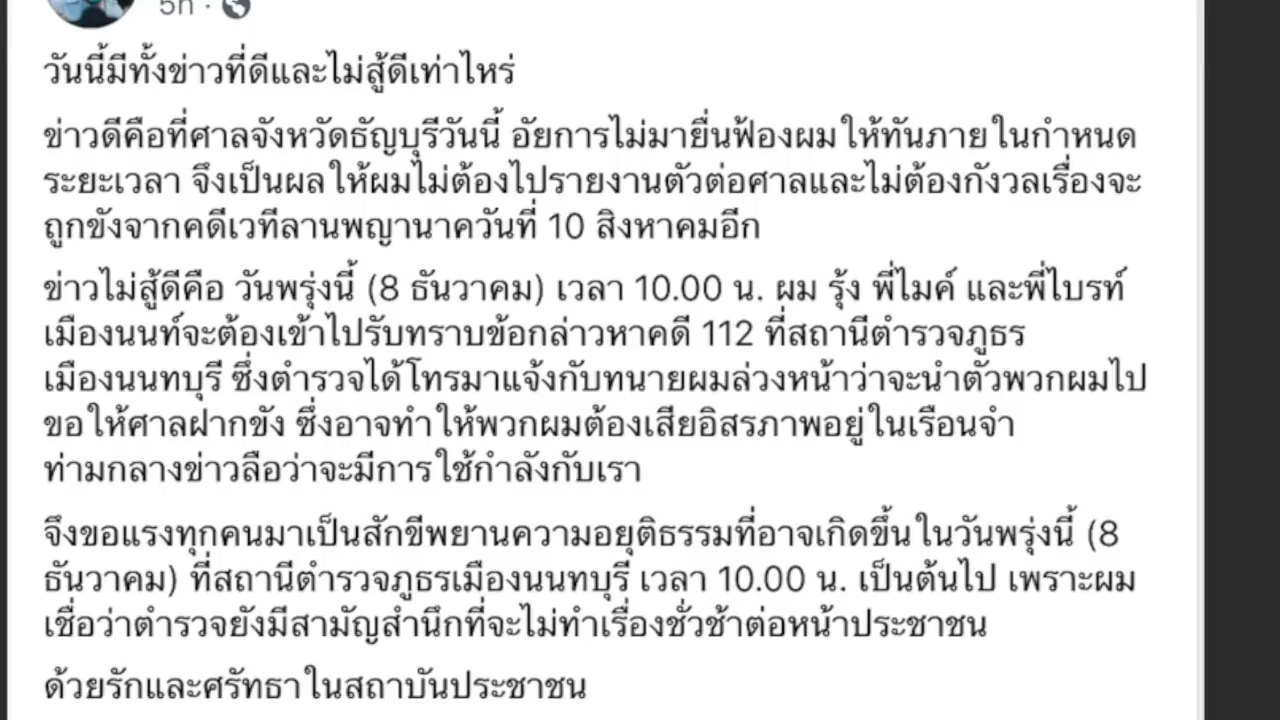 5h ·
วันนี้มีทั้งข่าวที่ดีและไม่สู้ดีเท่าไหร่
ข่าวดีคือที่ศาลจังหวัดธัญบุรีวันนี้ อัยการไม่มายื่นฟ้องผมให้ทันภายในกำหนด
ระยะเวลา จึงเป็นผลให้ผมไม่ต้องไปรายงานตัวต่อศาลและไม่ต้องกังวลเรื่องจะ
ถูกขังจากคดีเวทีลานพญานาควันที่ 10 สิงหาคมอีก
ข่าวไม่สู้ดีคือ วันพรุ่งนี้ (8 ธันวาคม) เวลา 10.00 น. ผม รุ้ง พี่ไมค์ และพี่ไบรท์
เมืองนนท์จะต้องเข้าไปรับทราบข้อกล่าวหาคดี 112 ที่สถานีตำรวจภูธร
เมืองนนทบุรี ซึ่งตำรวจได้โทรมาแจ้งกับทนายผมล่วงหน้าว่าจะนำตัวพวกผมไป
ขอให้ศาลฝากขัง ซึ่งอาจทำให้พวกผมต้องเสียอิสรภาพอยู่ในเรือนจำ
ท่ามกลางข่าวลือว่าจะมีการใช้กำลังกับเรา
จึงขอแรงทุกคนมาเป็นสักขีพยานความอยุติธรรมที่อาจเกิดขึ้นในวันพรุ่งนี้ (8
ธันวาคม) ที่สถานีตำรวจภูธรเมืองนนทบุรี เวลา 10.00 น. เป็นต้นไป เพราะผม
เชื่อว่าตำรวจยังมีสามัญสำนึกที่จะไม่ทำเรื่องชั่วช้าต่อหน้าประชาชน
ด้วยรักและศรัทธาในสถาบันประชาชน